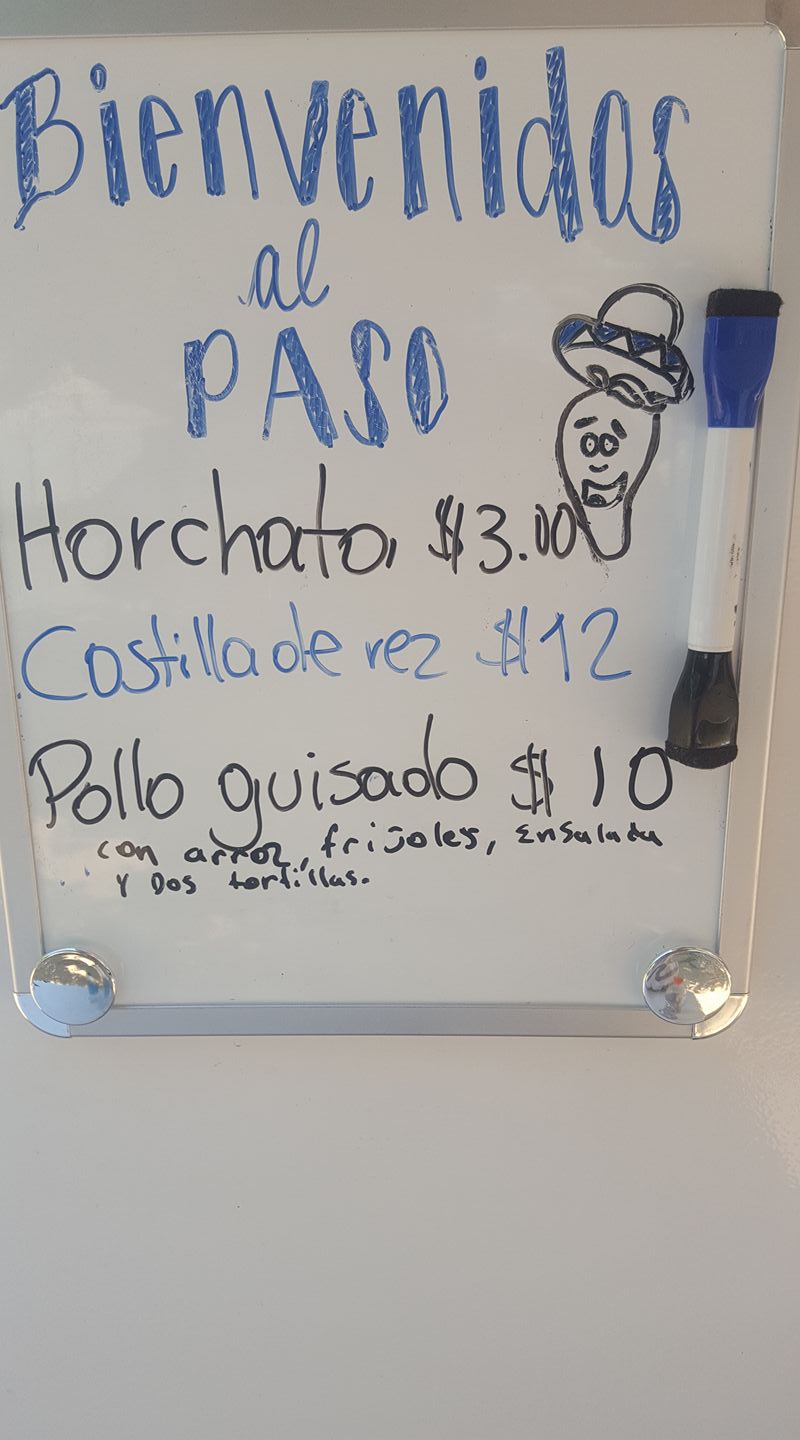 Bienvenidos
al
PASO
Horchata $3.00
Costilla de rez $12
Pollo guisado $10
con arroz, frijoles, Ensalada
Y Dos tortillas.